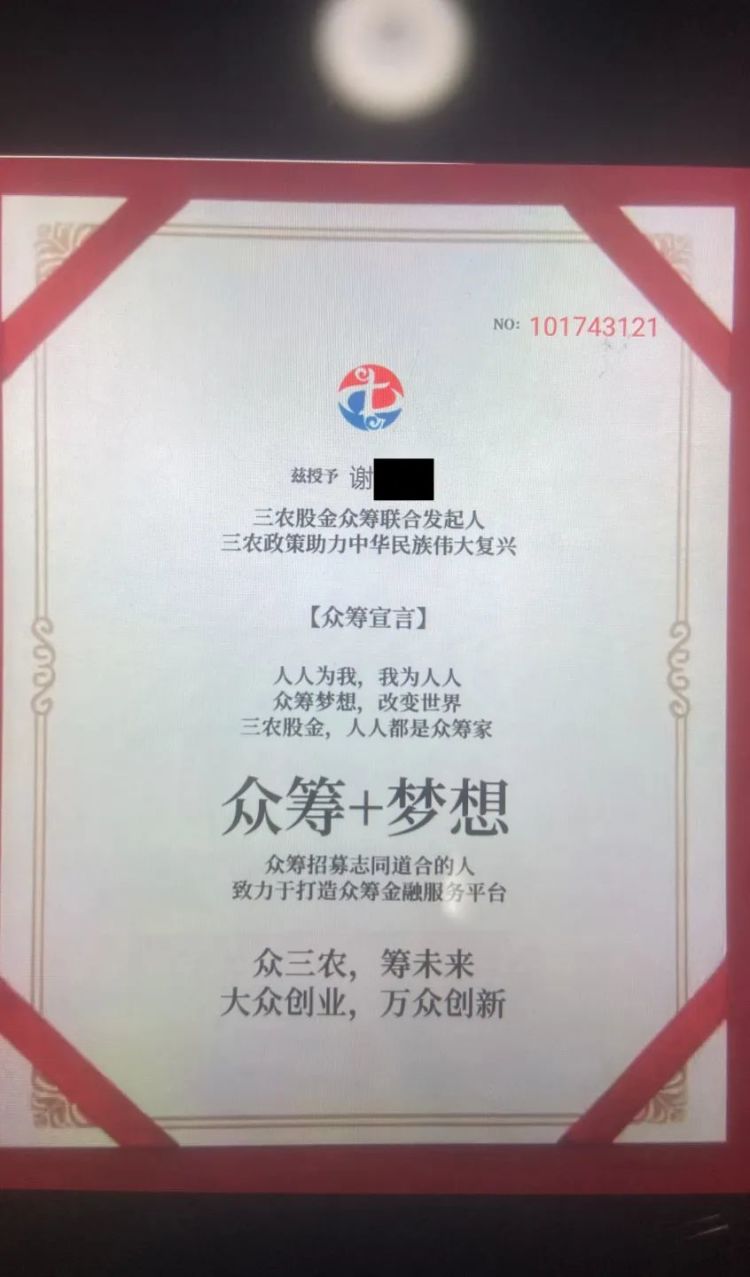 NO: 101743121
兹授予 谢
三农股金众筹联合发起人
三农政策助力中华民族伟大复兴
【众筹宣言】
人人为我，我为人人
众筹梦想，改变世界
三农股金，人人都是众筹家
众筹+梦想
众筹招募志同道合的人
致力于打造众筹金融服务平台
众三农，筹未来
大众创业，万众创新